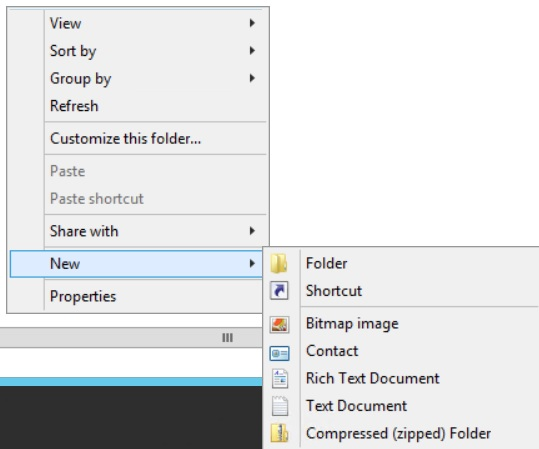 View
Sort by
Group by
Refresh
Customize this folder...
Paste
Paste shortcut
Share with
New
Properties
Folder
Shortcut
Bitmap image
Contact
Rich Text Document
Text Document
Compressed (zipped) Folder